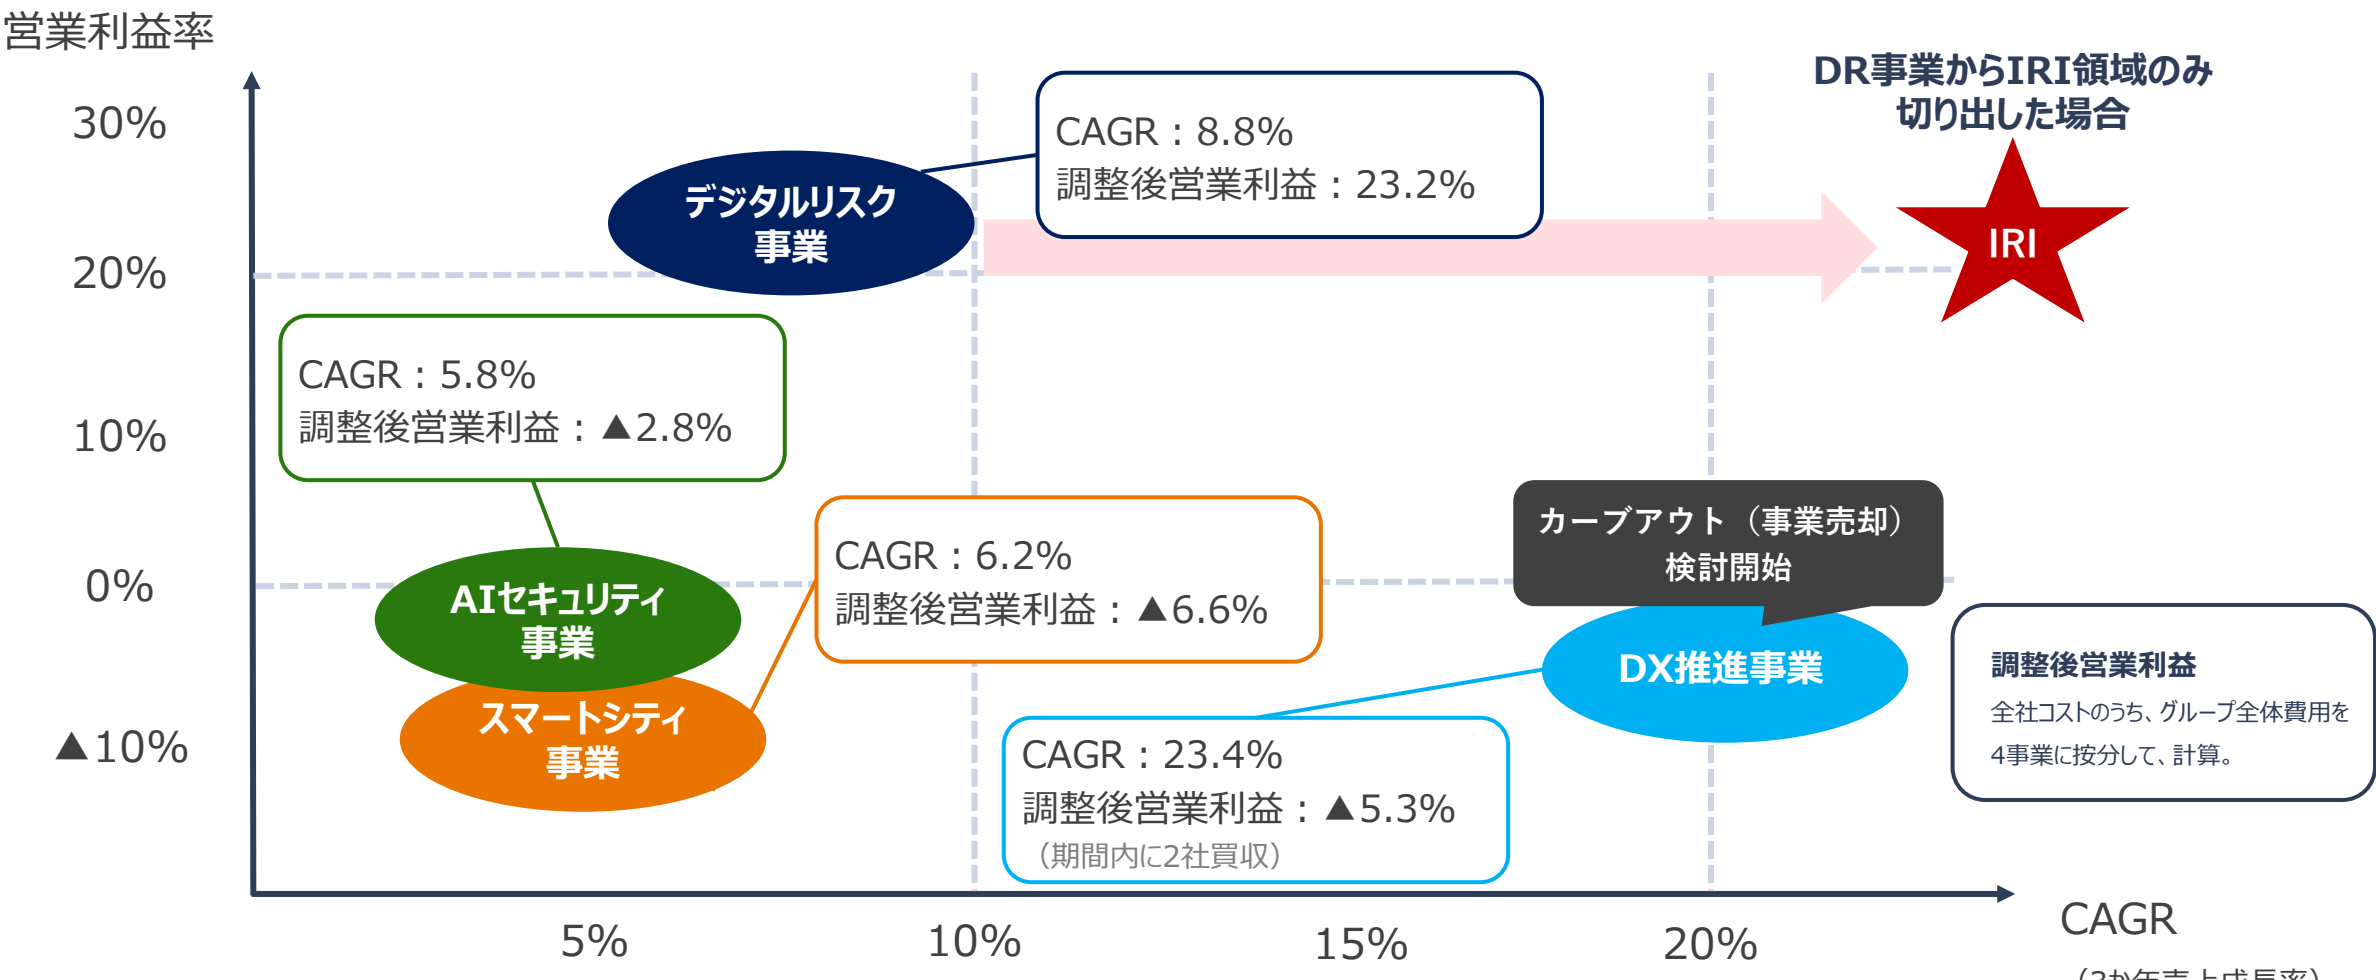 営業利益率
30%
20%
10%
0%
▲10%
DR事業からIRI領域のみ
切り出した場合
IRI
CAGR：8.8%
調整後営業利益：23.2%
デジタルリスク
事業
CAGR：5.8%
調整後営業利益：▲2.8%
AIセキュリティ
事業
CAGR：6.2%
調整後営業利益：▲6.6%
スマートシティ
事業
カーブアウト（事業売却）
検討開始
DX推進事業
CAGR：23.4%
調整後営業利益：▲5.3%
（期間内に2社買収）
調整後営業利益
全社コストのうち、グループ全体費用を
4事業に按分して、計算。
5%
10%
15%
20%
CAGR
（3か年売上成長率）